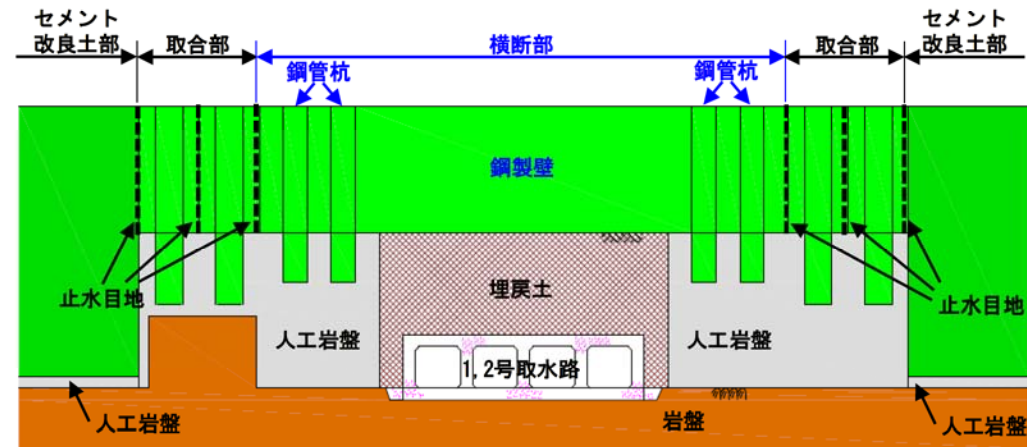 セメント
改良土部
取合部
横断部
取合部
セメント
改良土部
鋼管杭
鋼管杭
鋼製壁
止水目地
埋戻土
止水目地
人工岩盤
人工岩盤
1,2号取水路
人工岩盤
岩盤
人工岩盤